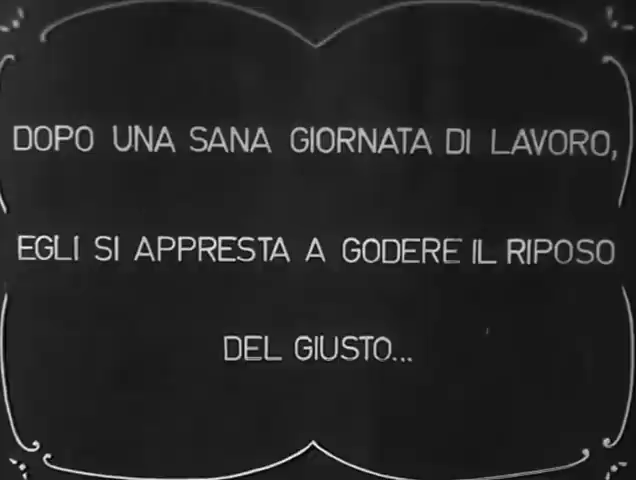 DOPO UNA SANA GIORNATA DI LAVORO,
EGLI SI APPRESTA A GODERE IL RIPOSO
DEL GIUSTO...